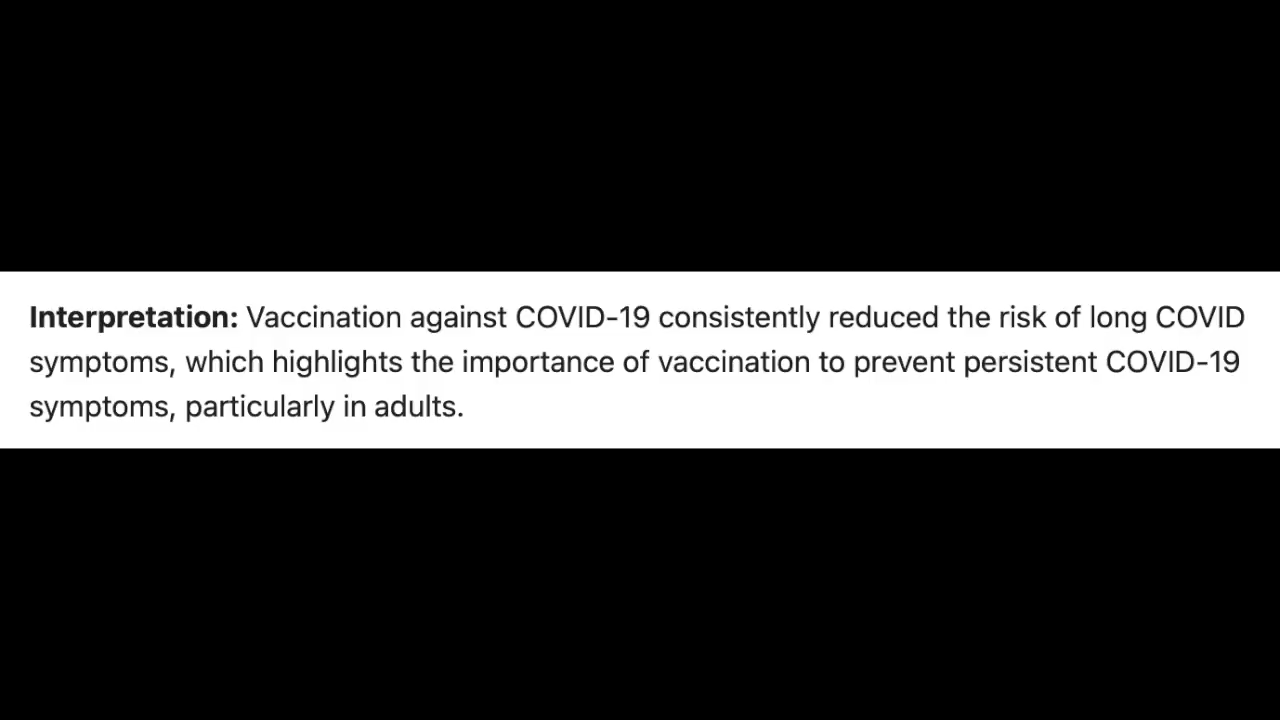 Interpretation: Vaccination against COVID-19 consistently reduced the risk of long COVID
symptoms, which highlights the importance of vaccination to prevent persistent COVID-19
symptoms, particularly in adults.